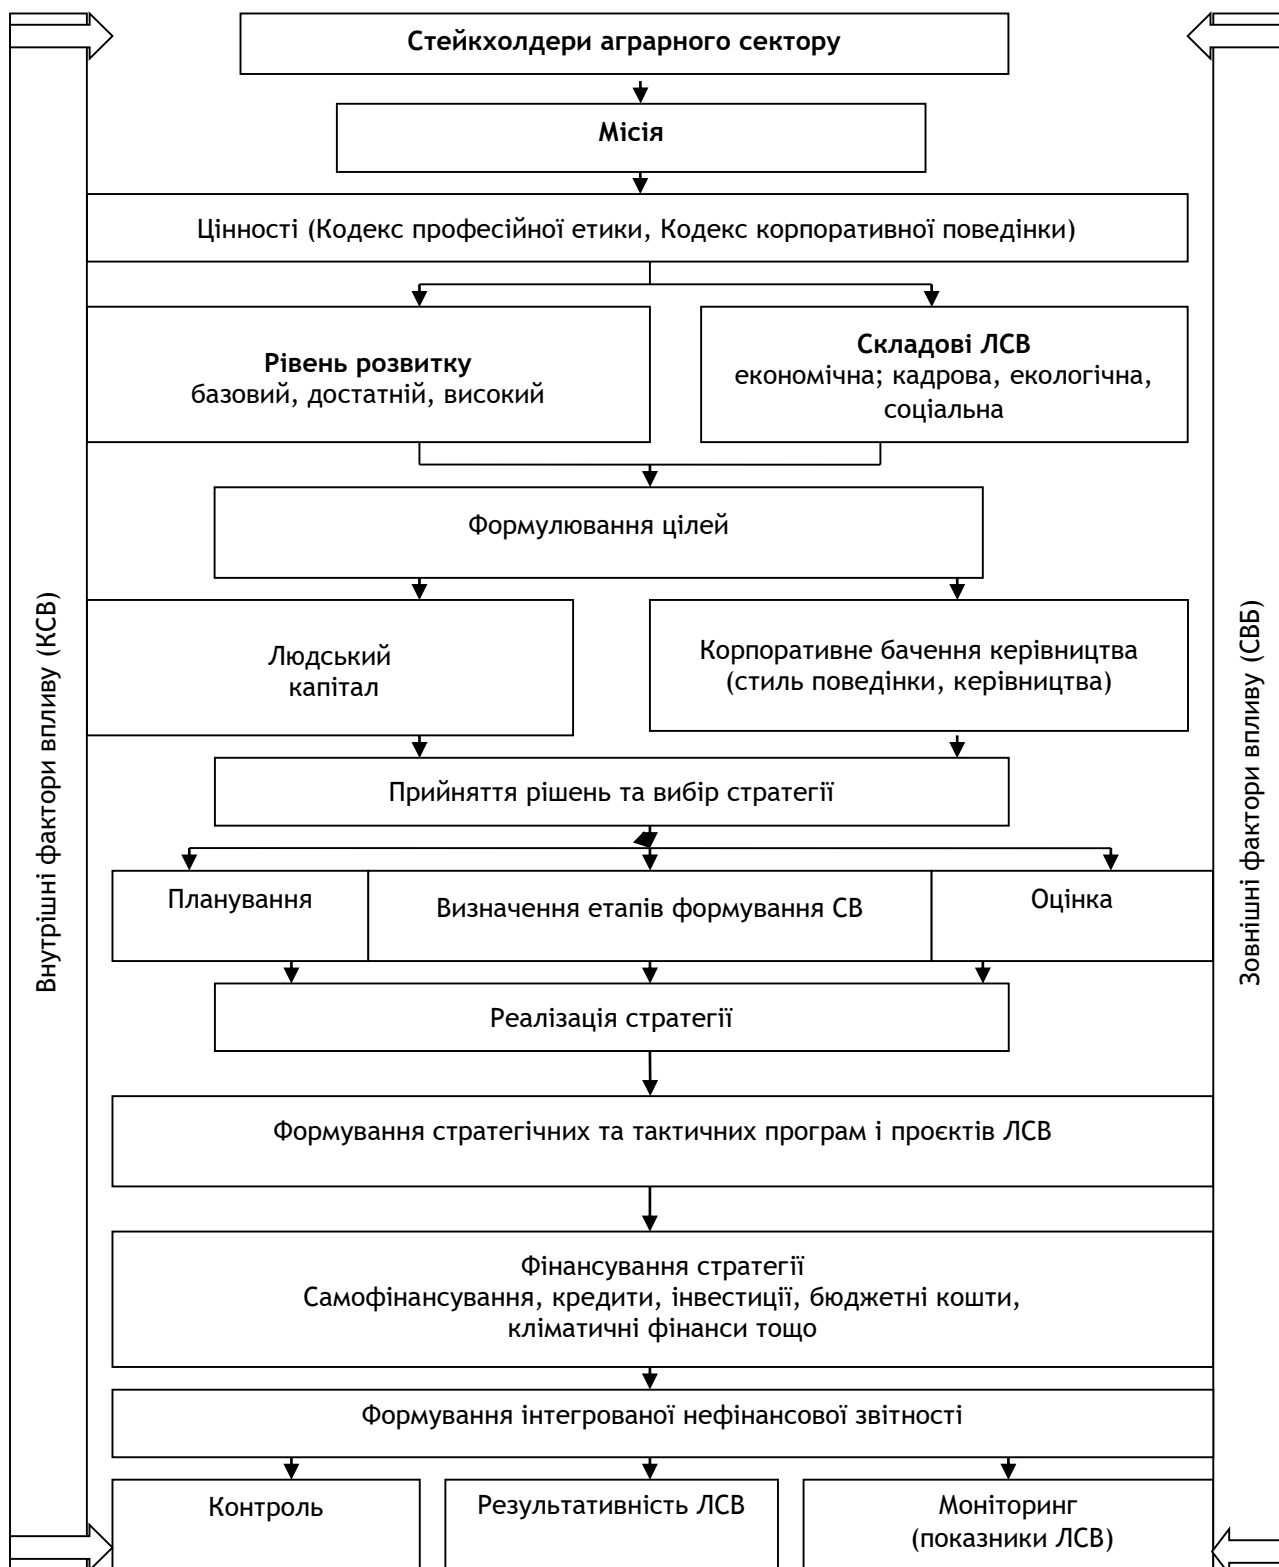 Стейкхолдери аграрного сектору
Місія
Цінності (Кодекс професійної етики, Кодекс корпоративної поведінки)
Рівень розвитку
базовий, достатній, високий
Складові ЛСВ
економічна; кадрова, екологічна,
соціальна
Формулювання цілей
Людський
капітал
Корпоративне бачення керівництва
(стиль поведінки, керівництва)
Прийняття рішень та вибір стратегії
Планування
Визначення етапів формування СВ
Оцінка
Реалізація стратегії
Формування стратегічних та тактичних програм і проєктів ЛСВ
Фінансування стратегії
Самофінансування, кредити, інвестиції, бюджетні кошти,
кліматичні фінанси тощо
Формування інтегрованої нефінансової звітності
Контроль
Результативність ЛСВ
Моніторинг
(показники ЛСВ)
Внутрішні фактори впливу (КСВ)
Зовнішні фактори впливу (СВБ)